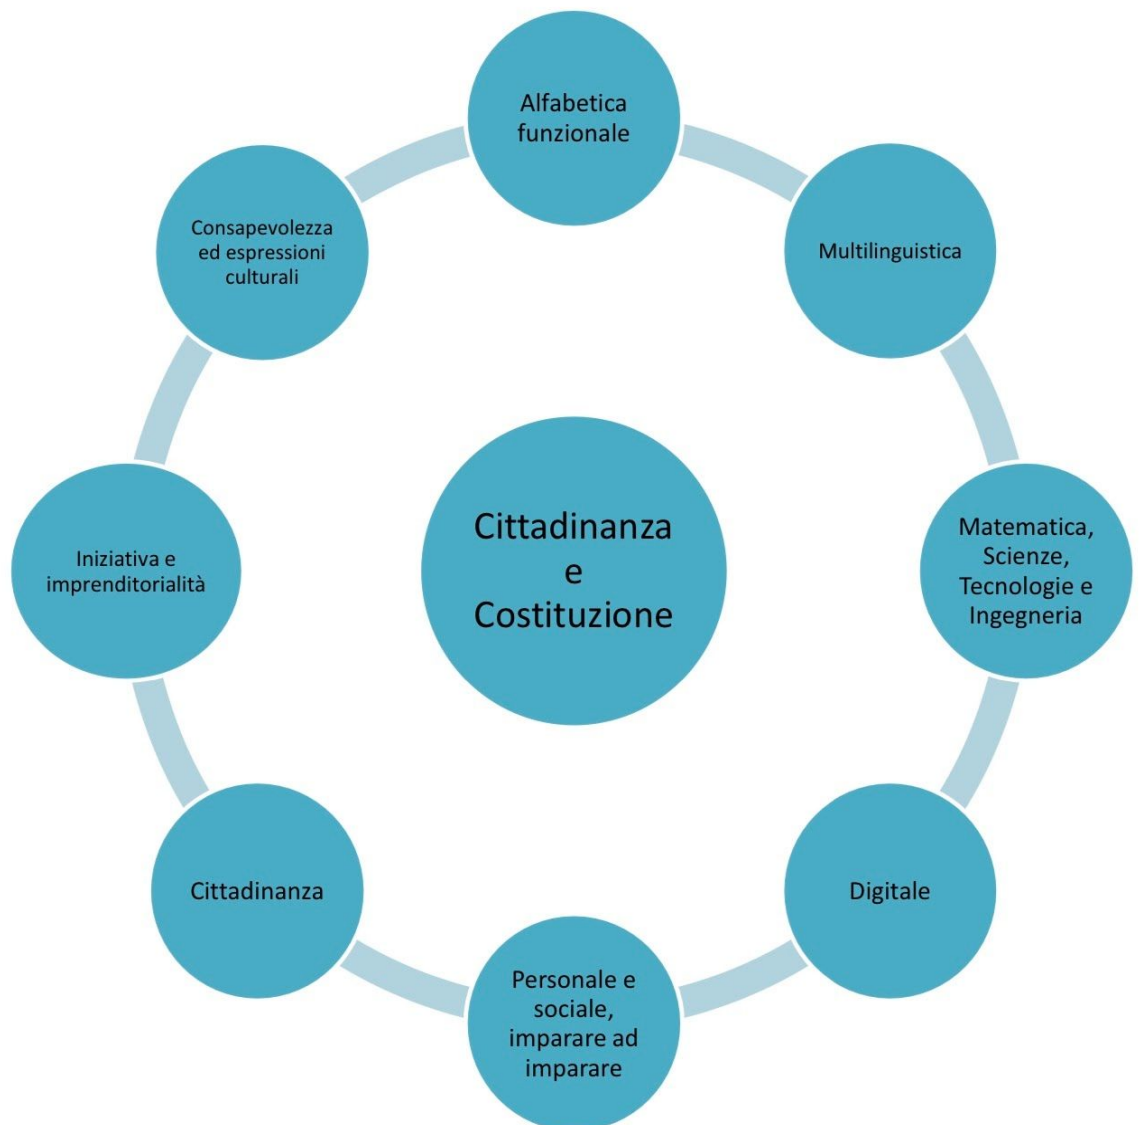 Alfabetica
funzionale
Multilinguistica
Matematica,
Scienze,
Tecnologie e
Ingegneria
Digitale
Personale e
sociale,
imparare ad
imparare
Cittadinanza
Iniziativa e
imprenditorialità
Consapevolezza
ed espressioni
culturali
Cittadinanza
e
Costituzione